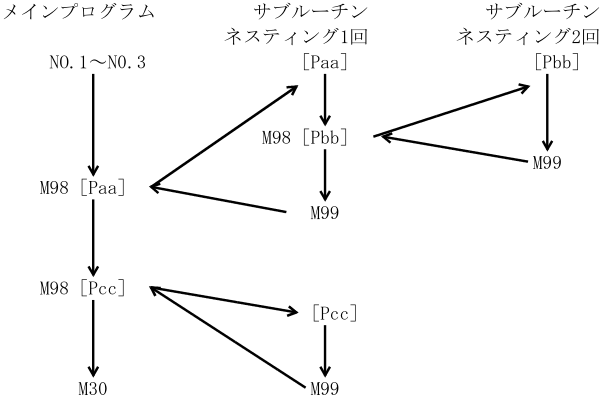 メインプログラム
サブルーチン
ネスティング1回
サブルーチン
ネスティング2回
NO.1～NO.3
[Paa]
[Pbb]
M98 [Pbb]
M99
M98 [Paa]
M99
M98 [Pcc]
[Pcc]
M30
M99